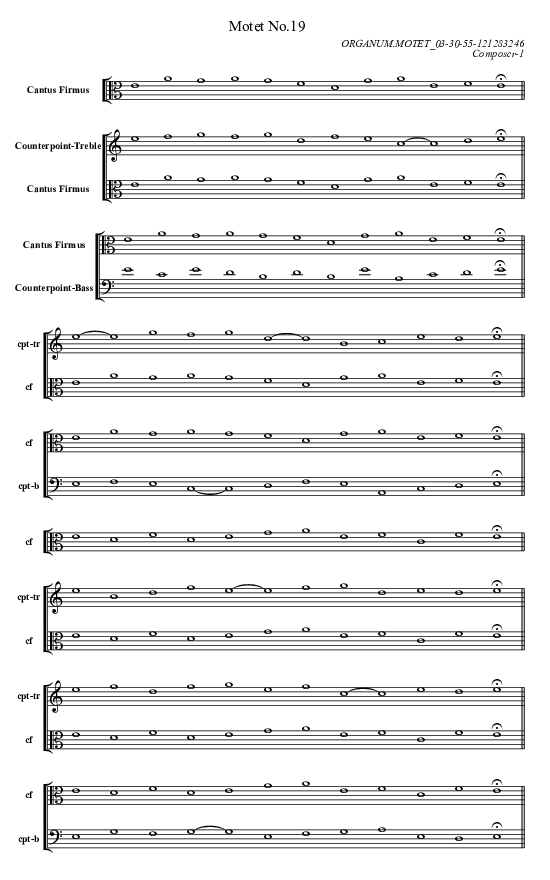 Motet No.19
ORGANUM.MOTET_03-30-55-121283246
Composer-1
Cantus Firmus
Counterpoint-Treble
Cantus Firmus
Cantus Firmus
Counterpoint-Bass
cpt-tr
cf
cf
cpt-b
cf
cpt-tr
cf
cpt-tr
cf
cf
cpt-b